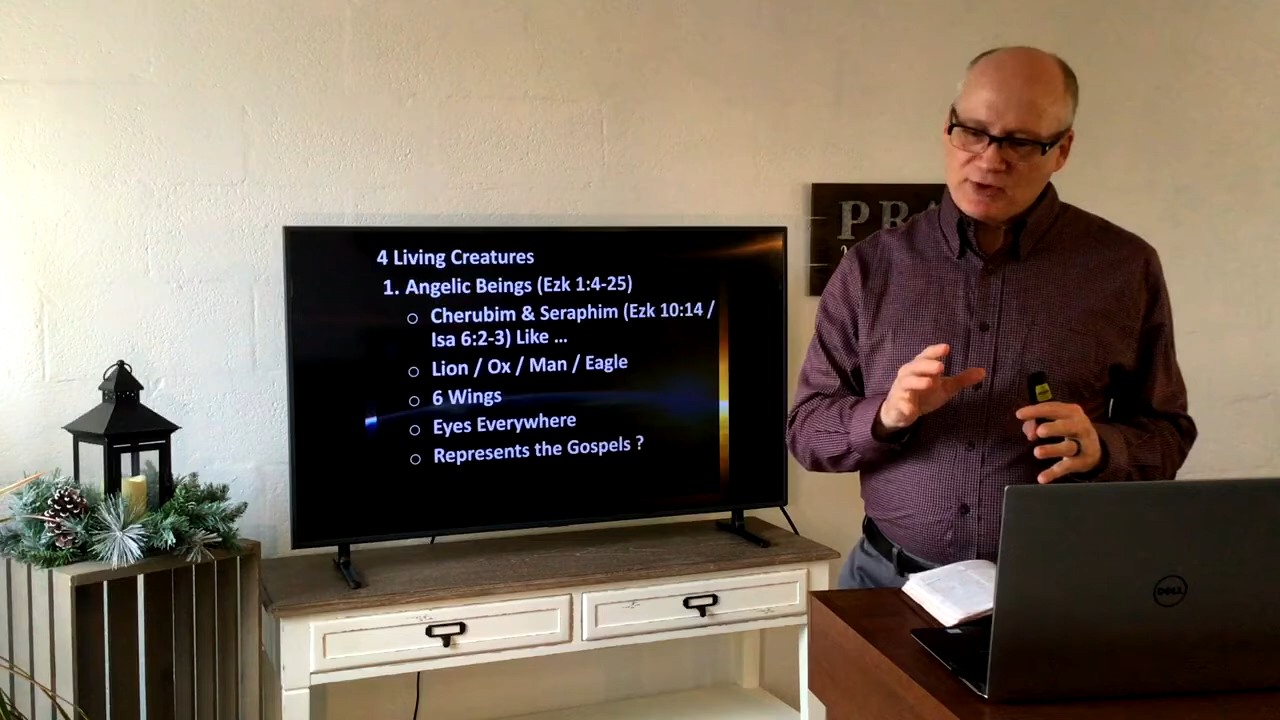 4 Living Creatures
1. Angelic Beings (Ezk 1:4-25)
○ Cherubim & Seraphim (Ezk 10:14 /
Isa 6:2-3) Like ...
○ Lion / Ox / Man / Eagle
○ 6 Wings
○ Eyes Everywhere
○ Represents the Gospels ?
PRA
DELL